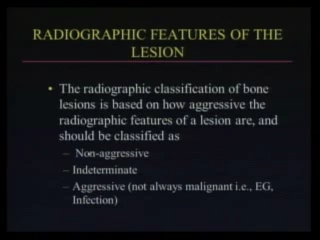 RADIOGRAPHIC FEATURES OF THE
LESION
• The radiographic classification of bone
lesions is based on how aggressive the
radiographic features of a lesion are, and
should be classified as
– Non-aggressive
– Indeterminate
– Aggressive (not always malignant i.e., EG,
Infection)